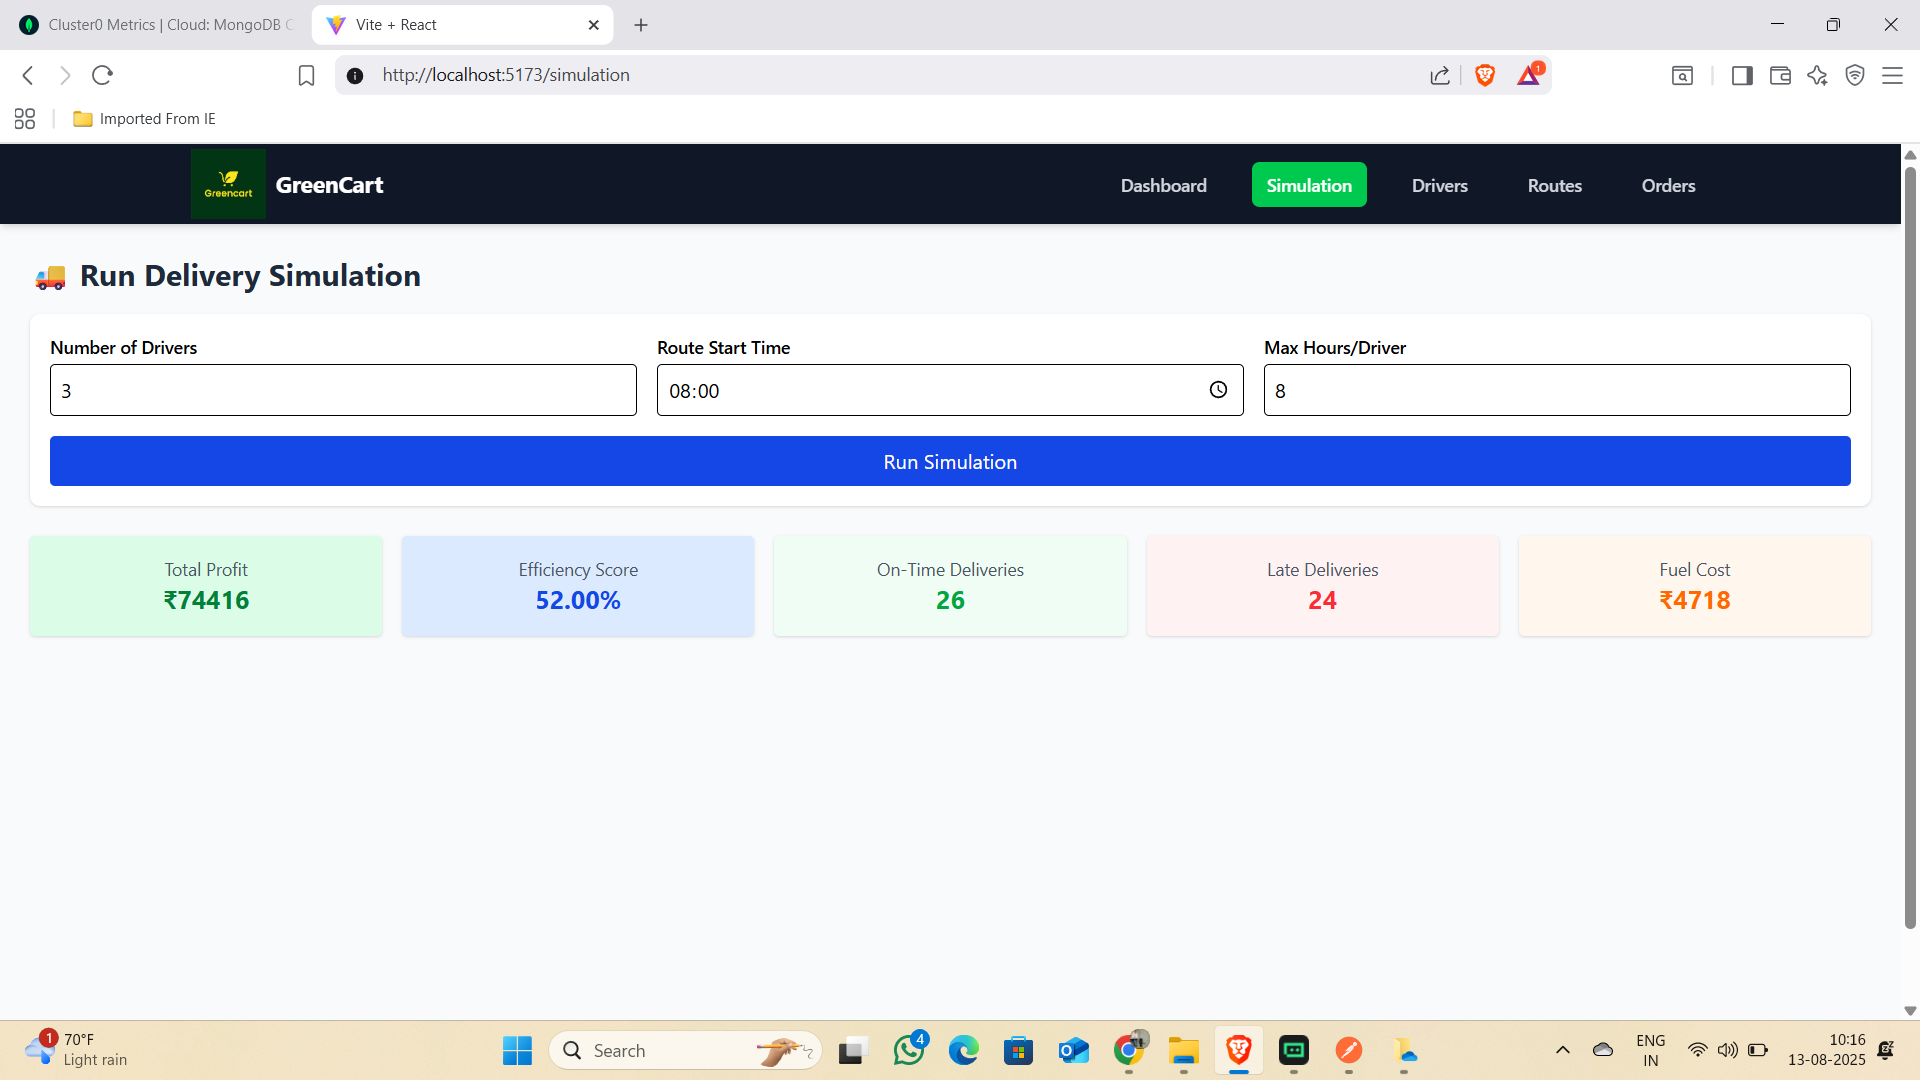 Cluster0 Metrics | Cloud: MongoDB C
Vite + React
http://localhost:5173/simulation
1
Imported From IE
Greencart
GreenCart
Dashboard
Simulation
Drivers
Routes
Orders
Run Delivery Simulation
Number of Drivers
Route Start Time
Max Hours/Driver
3
08:00
8
Run Simulation
Total Profit
₹74416
Efficiency Score
52.00%
On-Time Deliveries
26
Late Deliveries
24
Fuel Cost
₹4718
1
70°F
Light rain
Search
4
ENG
IN
10:16
13-08-2025